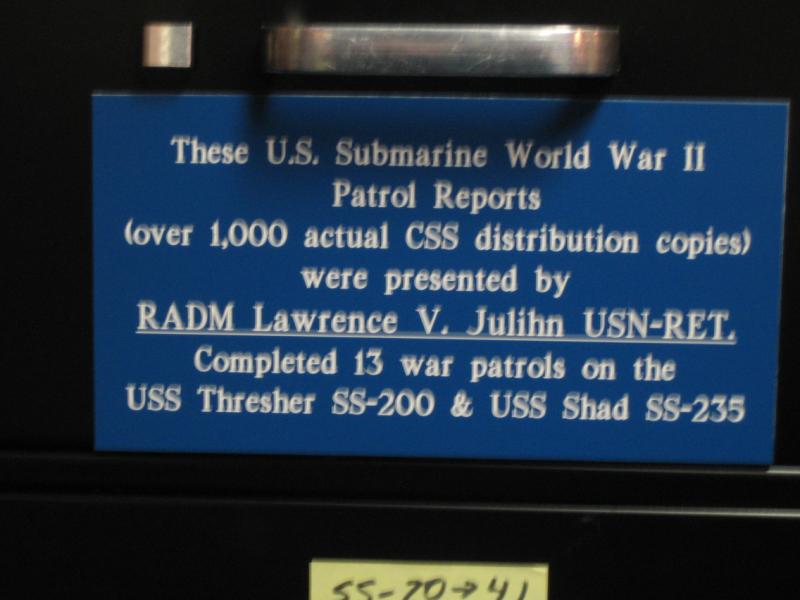 These U.S. Submarine World War II
Patrol Reports
(over 1,000 actual CSS distribution copies)
were presented by
RADM Lawrence V. Julihn USN-RET.
Completed 13 war patrols on the
USS Thresher SS-200 & USS Shad SS-235
SS-20→41